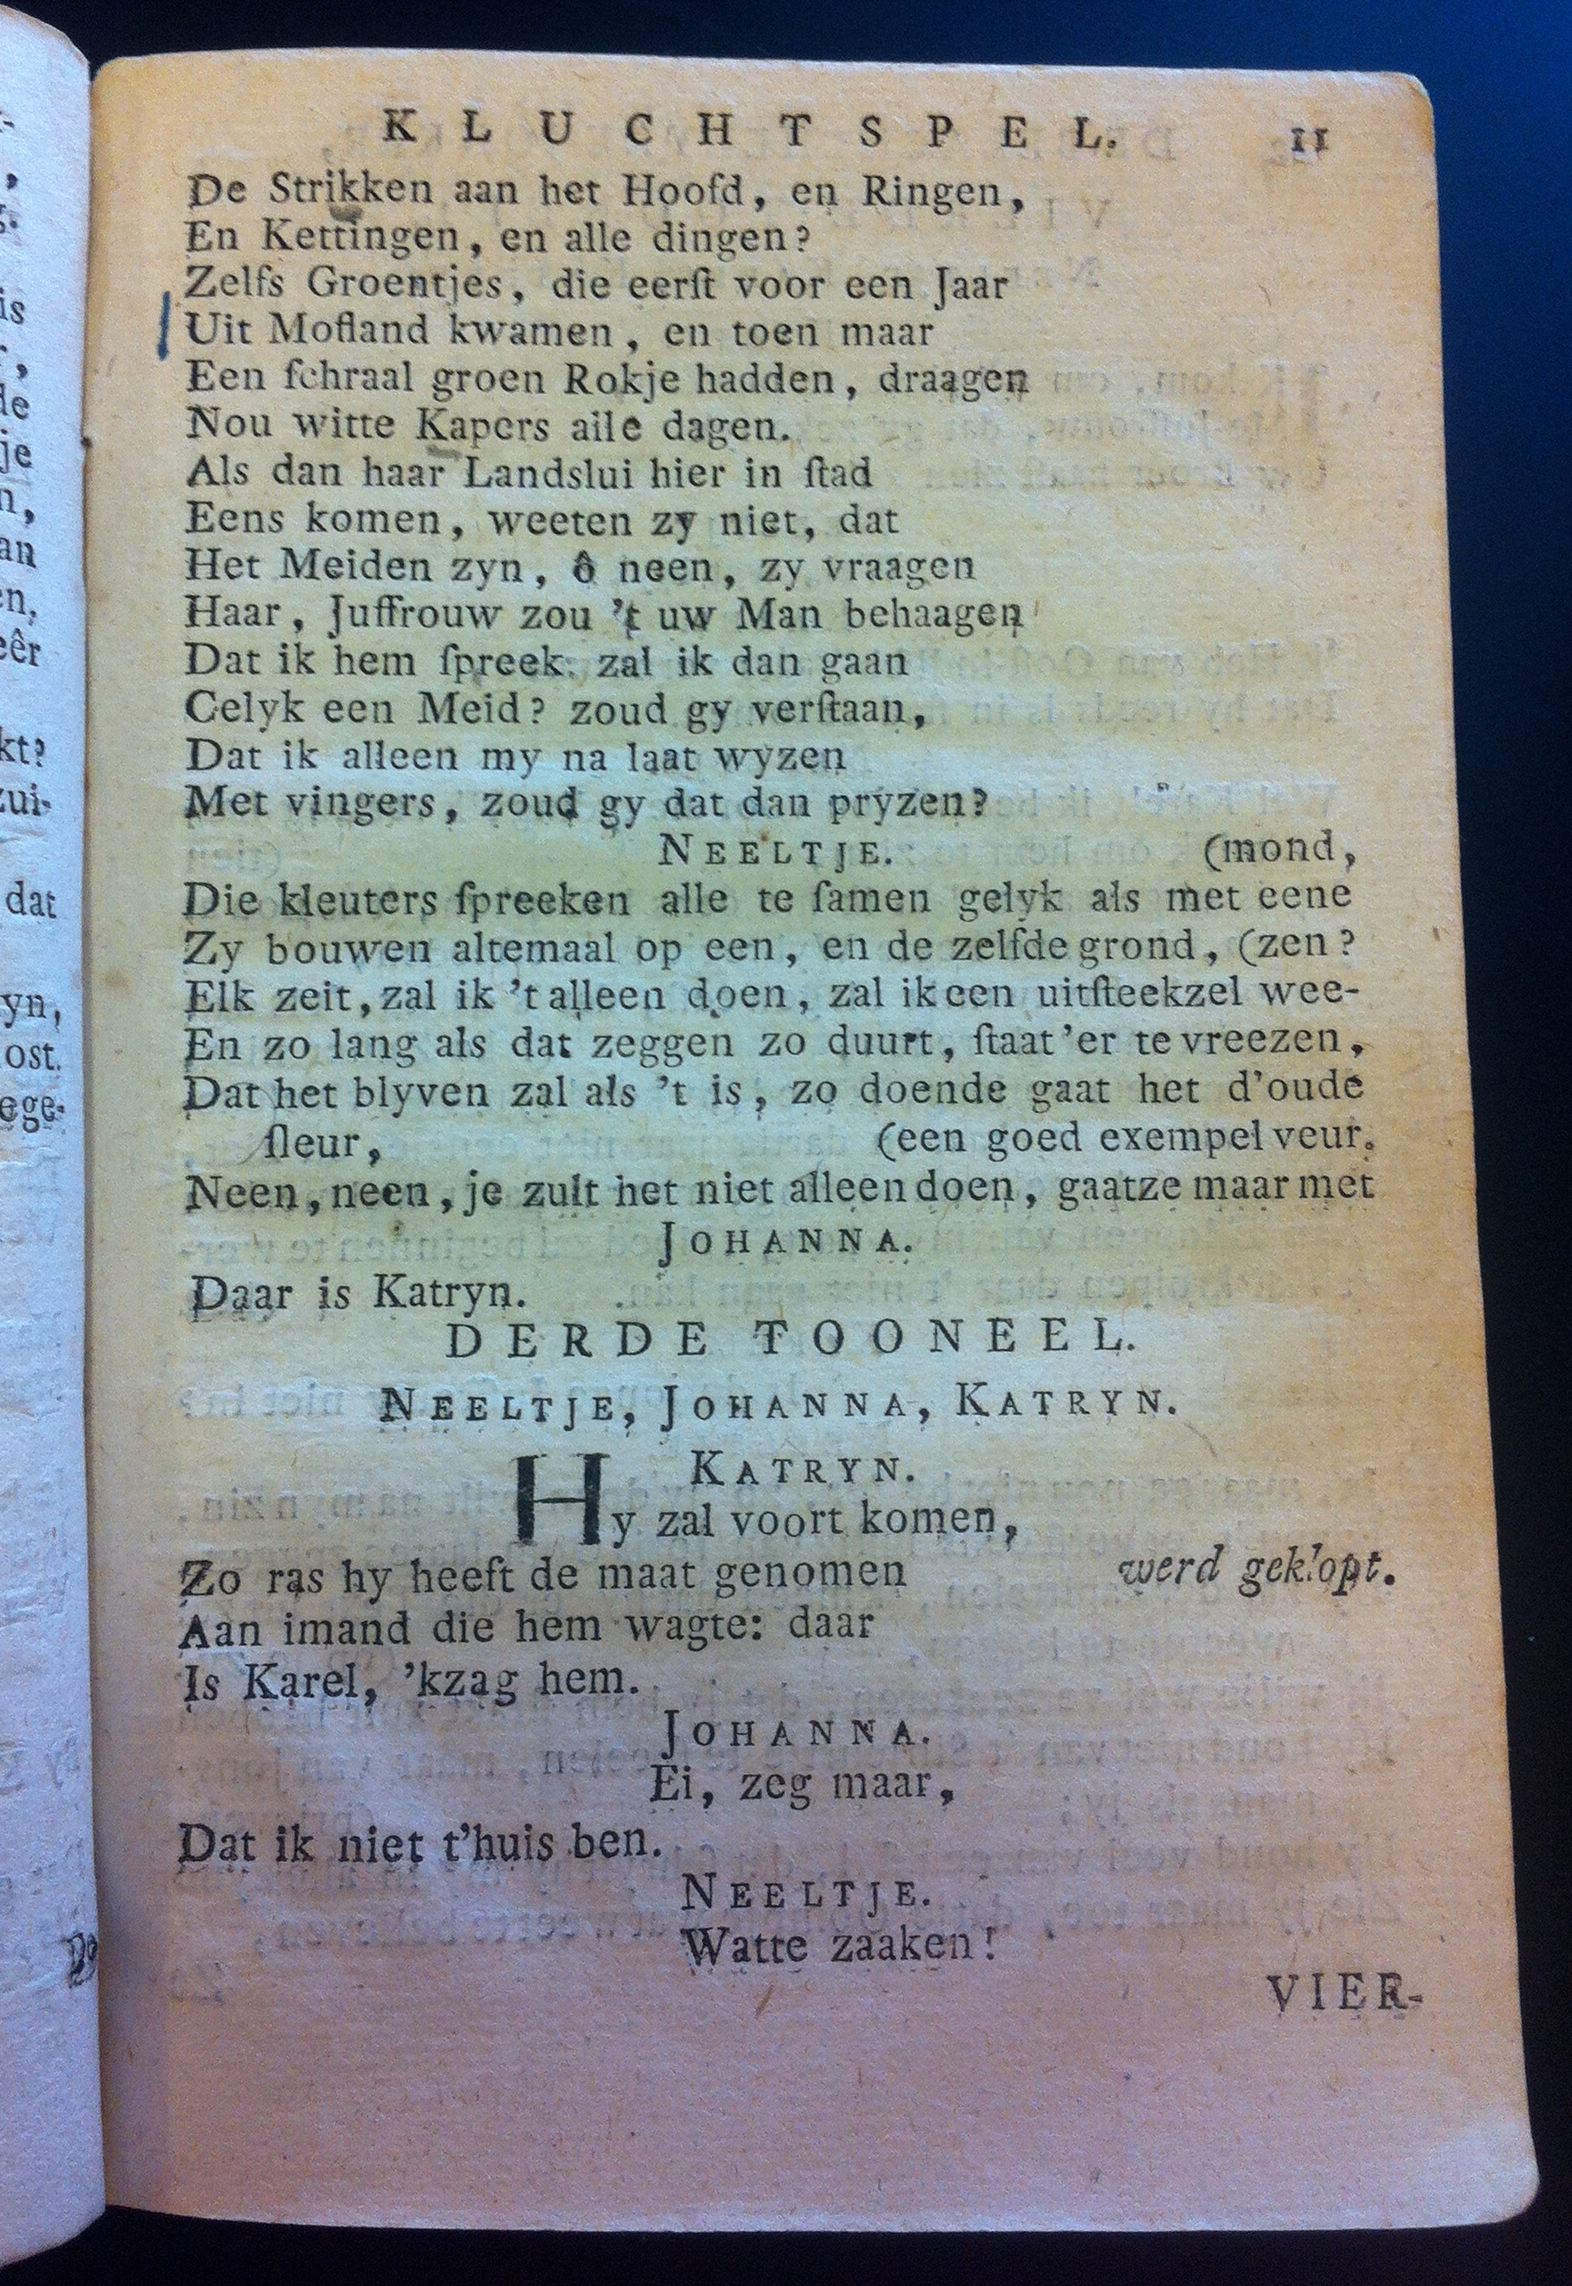 KLUCHTSPEL. 11
De Strikken aan het Hoofd, en Ringen,
En Kettingen, en alle dingen?
Zelfs Groentjes, die eerſt voor een Jaar
Uit Moſland kwamen, en toen maar
Een ſchraal groen Rokje hadden, draagen
Nou witte Kapers alle dagen.
Als dan haar Landslui hier in ſtad
Eens komen, weeten zy niet, dat
Het Meiden zyn, ô neen, zy vraagen
Haar, Juffrouw zou 't uw Man behaagen
Dat ik hem ſpreek. zal ik dan gaan
Gelyk een Meid? zoud gy verſtaan,
Dat ik alleen my na laat wyzen
Met vingers, zoud gy dat dan pryzen?
NEELTJE. (mond,
Die kleuters ſpreeken alle te ſamen gelyk als met eene
Zy bouwen altemaal op een, en de zelfde grond, (zen?
Elk zeit, zal ik 't alleen doen, zal ik een uitſteekzel wee-
En zo lang als dat zeggen zo duurt, ſtaat 'er te vreezen,
Dat het blyven zal als 't is, zo doende gaat het d'oude
ſleur, (een goed exempel veur.
Neen, neen, je zult het niet alleen doen, gaatze maar met
JOHANNA.
Daar is Katryn.
DERDE TOONEEL.
NEELTJE, JOHANNA, KATRYN.
KATRYN.
Hy zal voort komen,
Zo ras hy heeft de maat genomen werd geklopt.
Aan imand die hem wagte: daar
Is Karel, 'kzag hem.
JOHANNA.
Ei, zeg maar,
Dat ik niet t'huis ben.
NEELTJE.
Watte zaaken!
VIER-